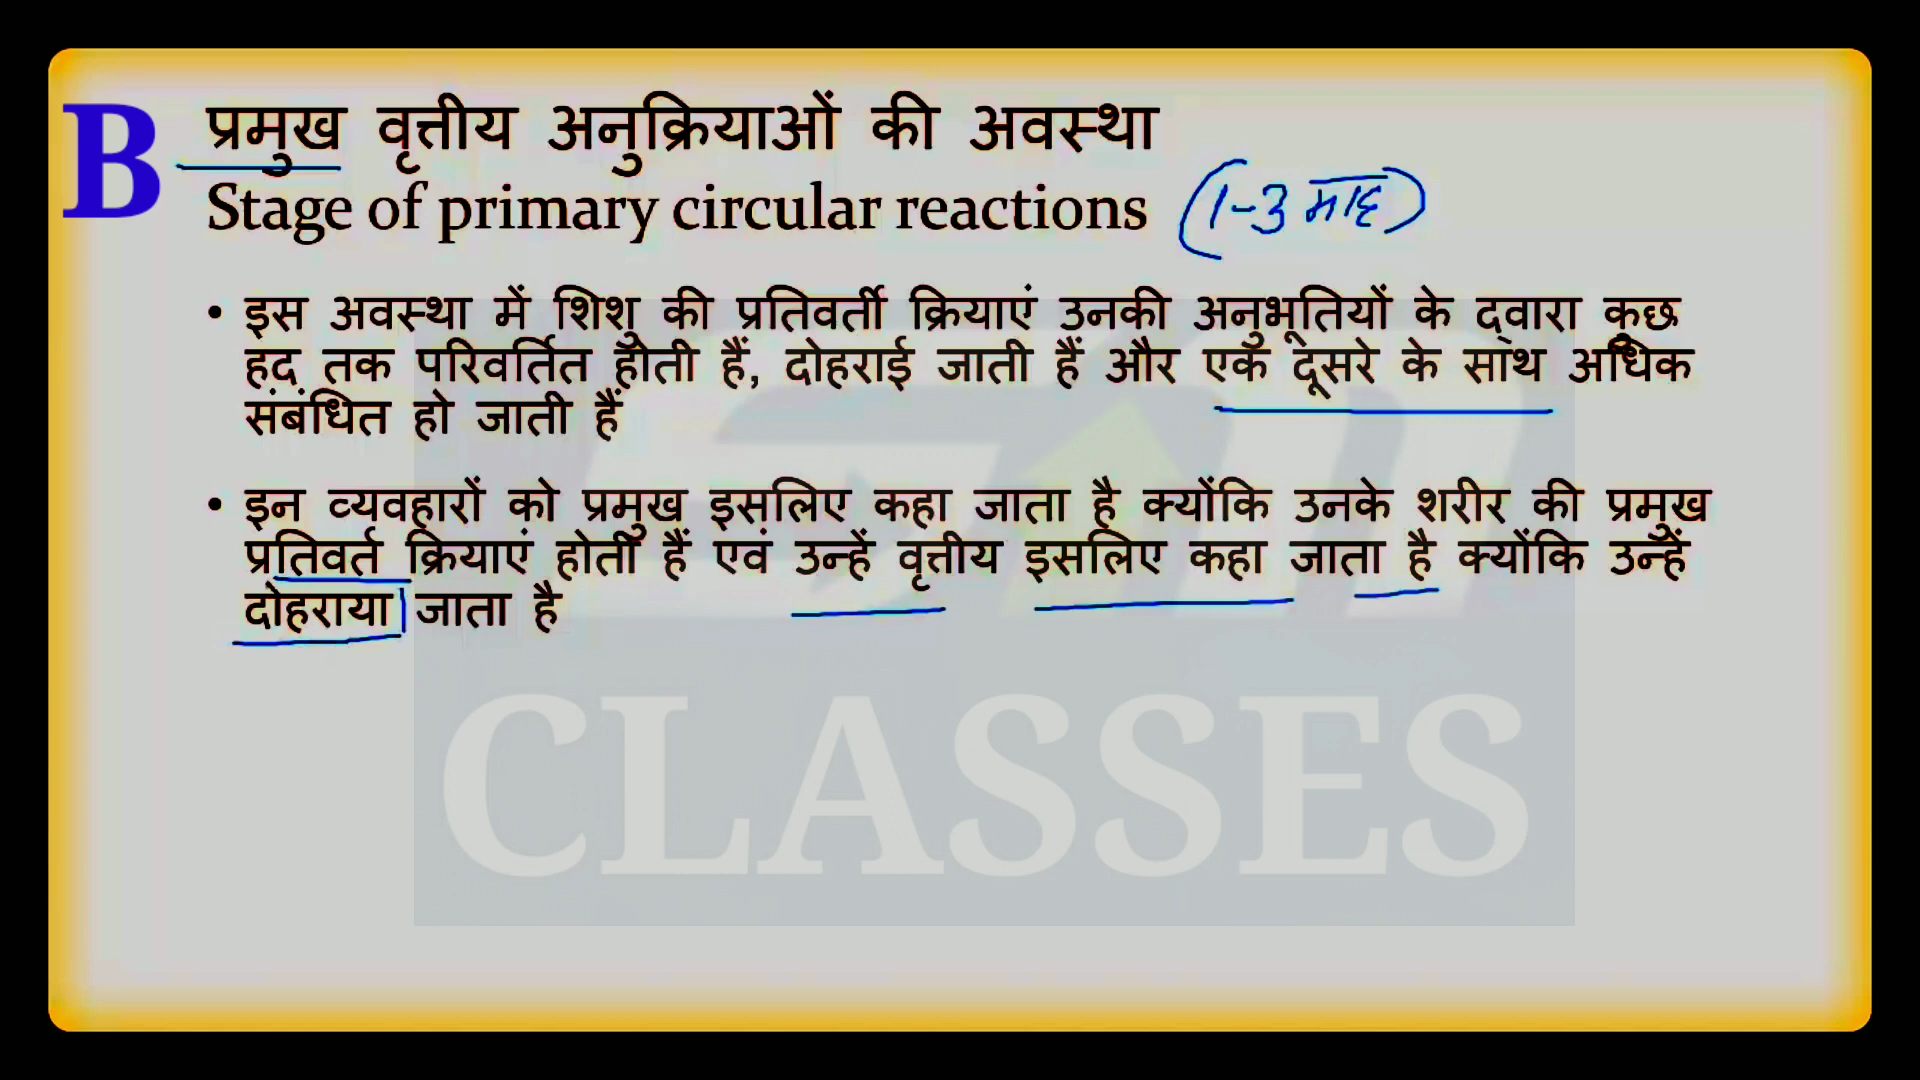 B प्रमुख वृत्तीय अनुक्रियाओं की अवस्था
Stage of primary circular reactions (1-3 माह)
• इस अवस्था में शिशु की प्रतिवर्ती क्रियाएं उनकी अनुभूतियों के द्वारा कुछ
हद तक परिवर्तित होती हैं, दोहराई जाती हैं और एक दूसरे के साथ अधिक
संबंधित हो जाती हैं
• इन व्यवहारों को प्रमुख इसलिए कहा जाता है क्योंकि उनके शरीर की प्रमुख
प्रतिवर्त क्रियाएं होती हैं एवं उन्हें वृत्तीय इसलिए कहा जाता है क्योंकि उन्हें
दोहराया जाता है
CLASSES